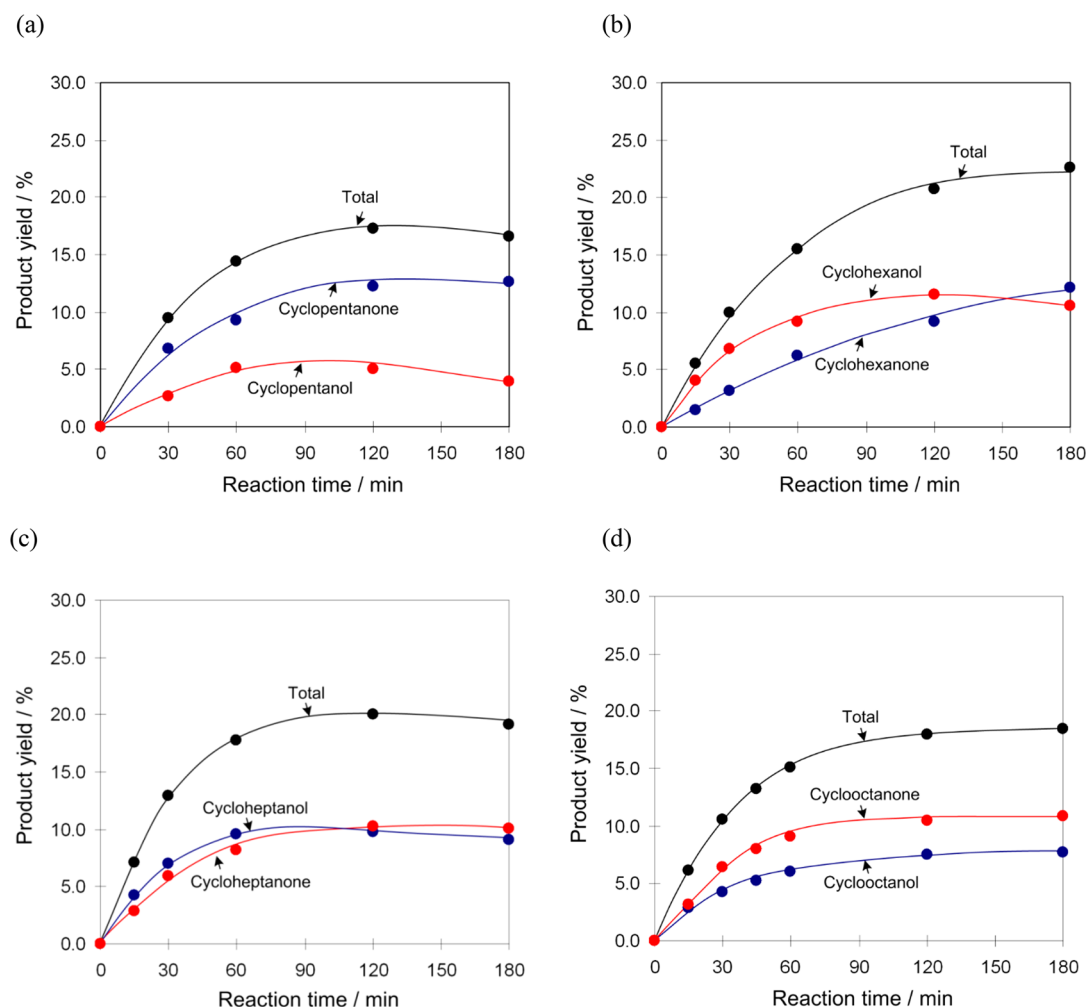 (a)
30.0
25.0
20.0
15.0
10.0
5.0
0.0
Product yield / %
Total
Cyclopentanone
Cyclopentanol
0 30 60 90 120 150 180
Reaction time / min
(b)
30.0
25.0
20.0
15.0
10.0
5.0
0.0
Product yield / %
Total
Cyclohexanol
Cyclohexanone
0 30 60 90 120 150 180
Reaction time / min
(c)
30.0
25.0
20.0
15.0
10.0
5.0
0.0
Product yield / %
Total
Cycloheptanol
Cycloheptanone
0 30 60 90 120 150 180
Reaction time / min
(d)
30.0
25.0
20.0
15.0
10.0
5.0
0.0
Product yield / %
Total
Cyclooctanone
Cyclooctanol
0 30 60 90 120 150 180
Reaction time / min